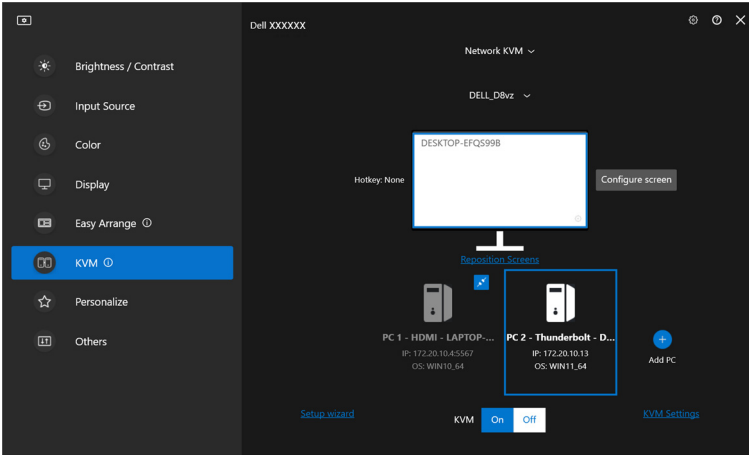 Dell XXXXXX
Brightness / Contrast
Input Source
Color
Display
Easy Arrange
KVM
Personalize
Others
Network KVM
DELL_D8vz
DESKTOP-EFQS99B
Hotkey: None
Configure screen
Reposition Screens
PC 1 - HDMI - LAPTOP-...
IP: 172.20.10.4:5567
OS: WIN10_64
PC 2 - Thunderbolt - D...
IP: 172.20.10.13
OS: WIN11_64
Add PC
Setup wizard
KVM On Off
KVM Settings